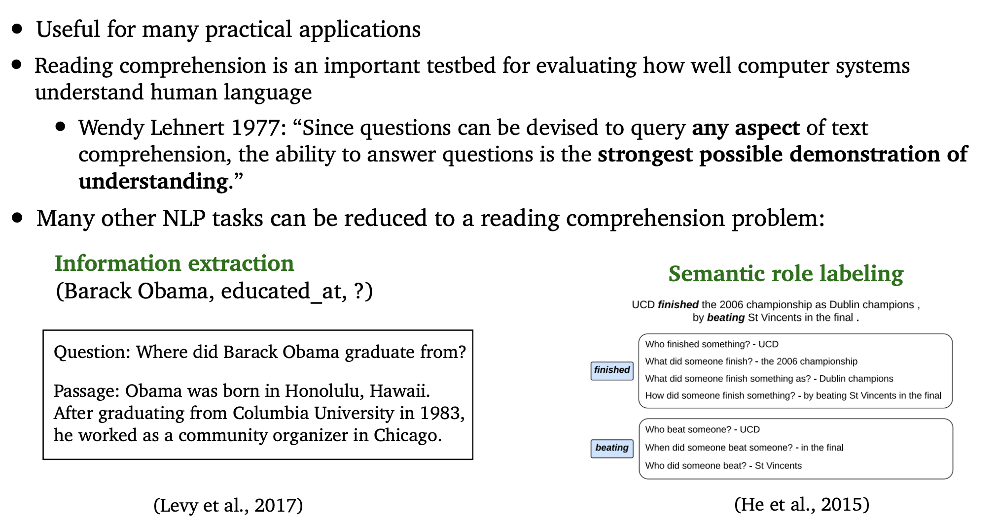 • Useful for many practical applications
• Reading comprehension is an important testbed for evaluating how well computer systems
understand human language
• Wendy Lehnert 1977: “Since questions can be devised to query any aspect of text
comprehension, the ability to answer questions is the strongest possible demonstration of
understanding.”
• Many other NLP tasks can be reduced to a reading comprehension problem:
Information extraction
(Barack Obama, educated_at, ?)
Question: Where did Barack Obama graduate from?
Passage: Obama was born in Honolulu, Hawaii.
After graduating from Columbia University in 1983,
he worked as a community organizer in Chicago.
(Levy et al., 2017)
Semantic role labeling
UCD finished the 2006 championship as Dublin champions ,
by beating St Vincents in the final .
finished
Who finished something? - UCD
What did someone finish? - the 2006 championship
What did someone finish something as? - Dublin champions
How did someone finish something? - by beating St Vincents in the final
beating
Who beat someone? - UCD
When did someone beat someone? - in the final
Who did someone beat? - St Vincents
(He et al., 2015)